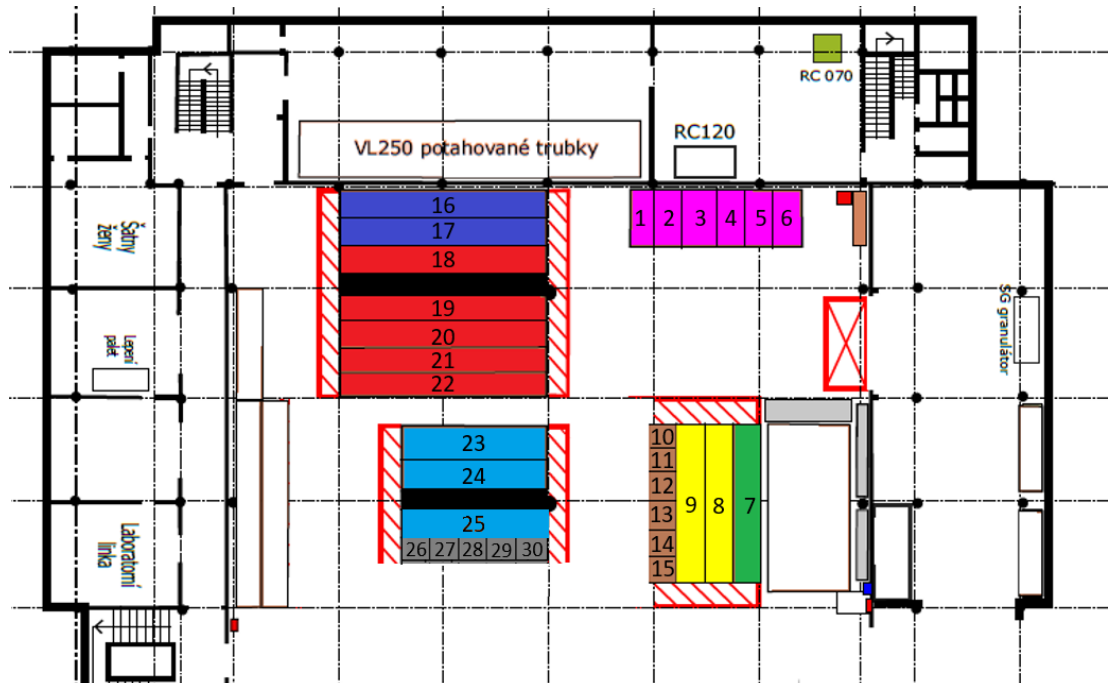 RC 070
RC120
VL250 potahované trubky
16
17
18
19
20
21
22
1 2 3 4 5 6
Šatny
ženy
Lepení
palet
SG granulátor
23
24
25
26 27 28 29 30
10
11
12
13
14
15
9 8 7
Laboratorní
linka